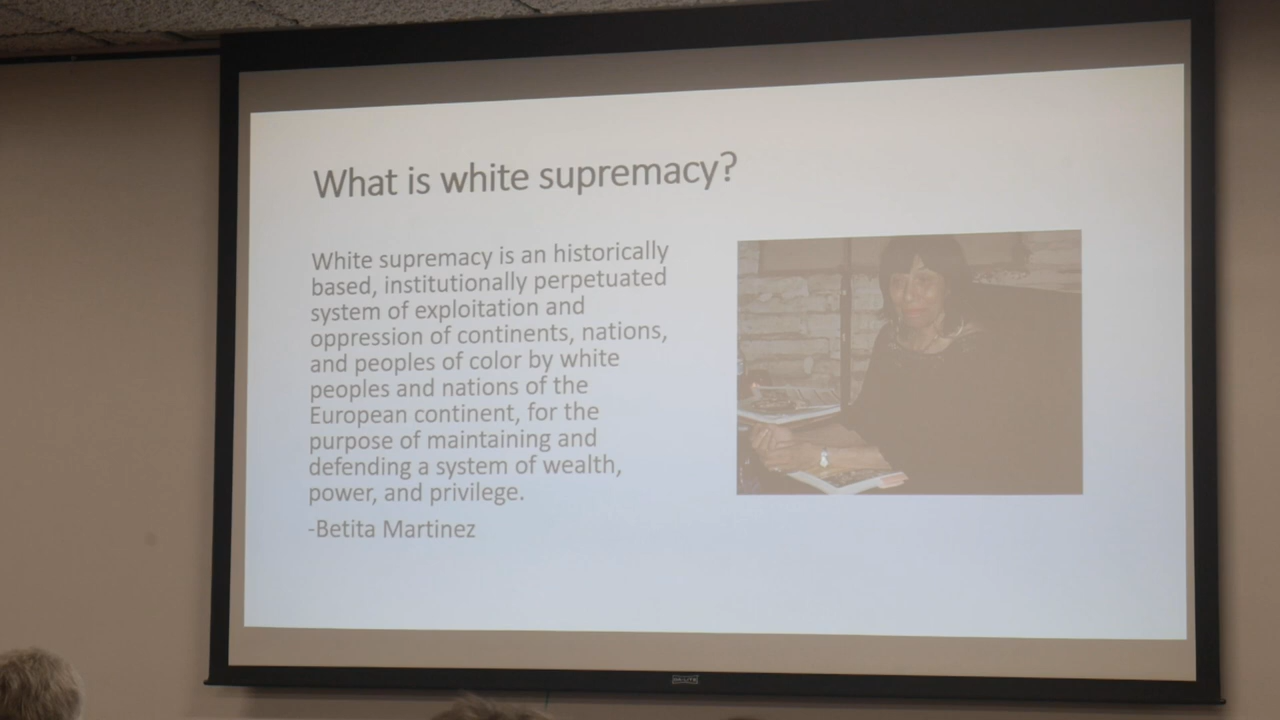 What is white supremacy?
White supremacy is an historically
based, institutionally perpetuated
system of exploitation and
oppression of continents, nations,
and peoples of color by white
peoples and nations of the
European continent, for the
purpose of maintaining and
defending a system of wealth,
power, and privilege.
-Betita Martinez